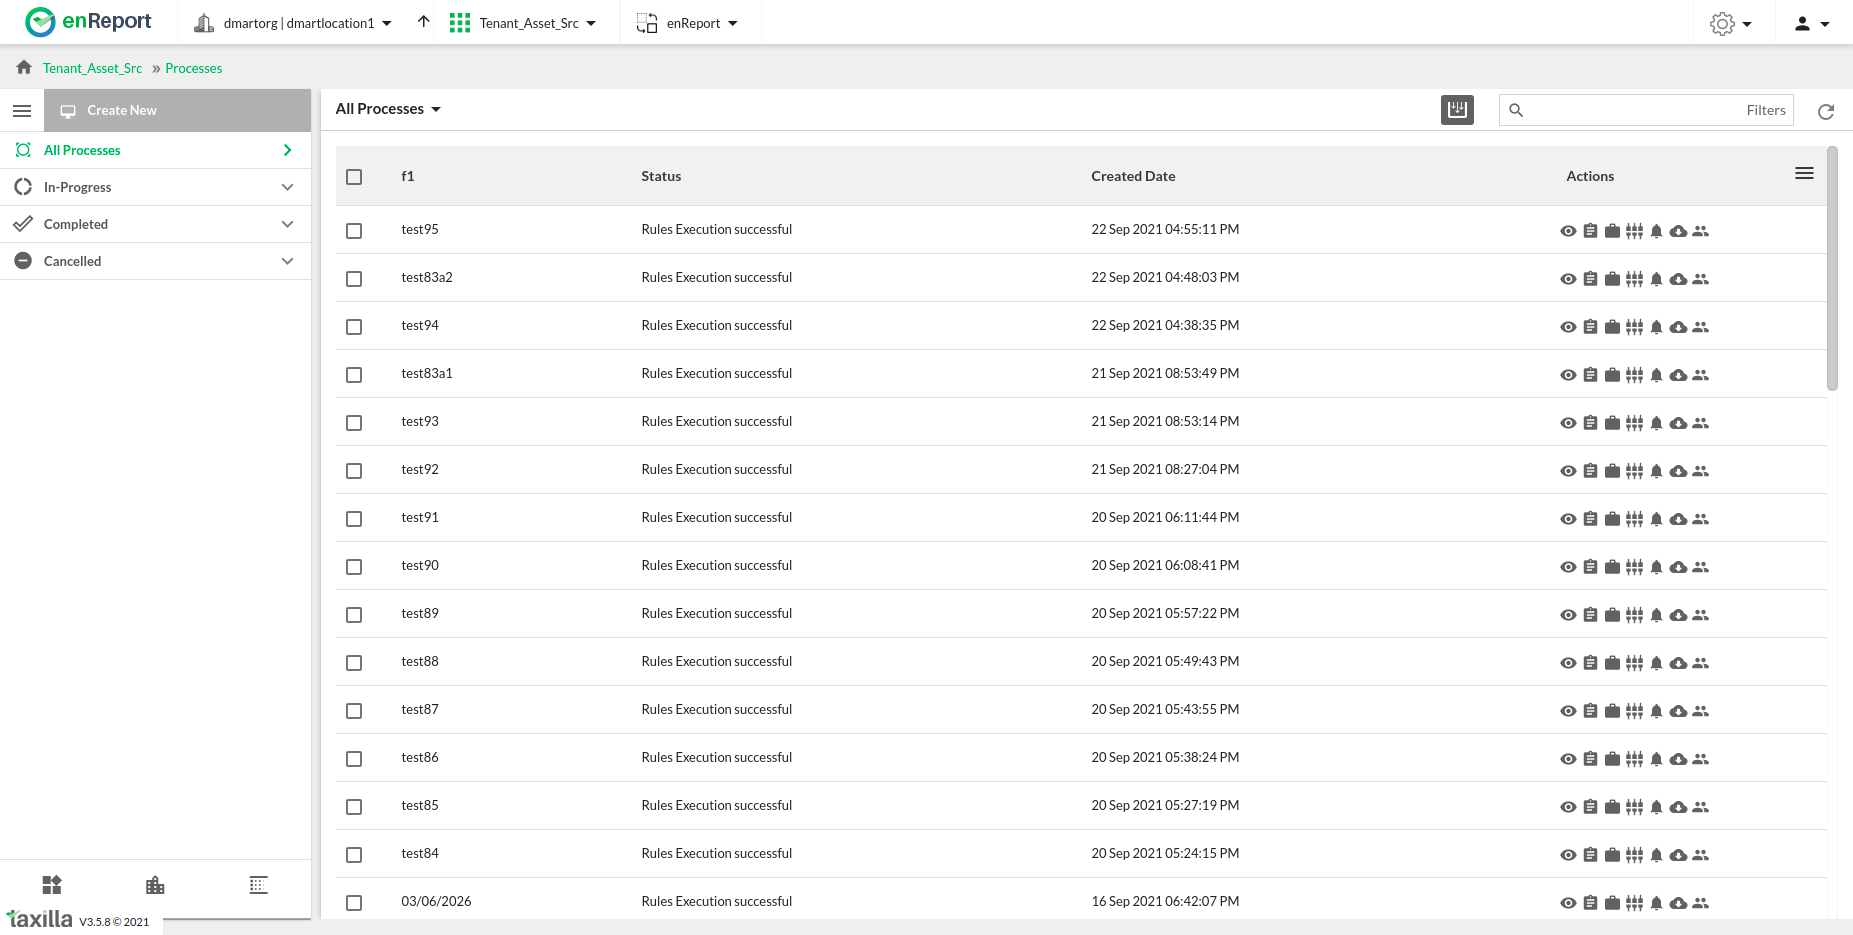 enReport
dmartorg | dmartlocation1
Tenant_Asset_Src
enReport
Tenant_Asset_Src » Processes
Create New
All Processes
In-Progress
Completed
Cancelled
All Processes
Filters
f1 Status Created Date Actions
test95 Rules Execution successful 22 Sep 2021 04:55:11 PM
test83a2 Rules Execution successful 22 Sep 2021 04:48:03 PM
test94 Rules Execution successful 22 Sep 2021 04:38:35 PM
test83a1 Rules Execution successful 21 Sep 2021 08:53:49 PM
test93 Rules Execution successful 21 Sep 2021 08:53:14 PM
test92 Rules Execution successful 21 Sep 2021 08:27:04 PM
test91 Rules Execution successful 20 Sep 2021 06:11:44 PM
test90 Rules Execution successful 20 Sep 2021 06:08:41 PM
test89 Rules Execution successful 20 Sep 2021 05:57:22 PM
test88 Rules Execution successful 20 Sep 2021 05:49:43 PM
test87 Rules Execution successful 20 Sep 2021 05:43:55 PM
test86 Rules Execution successful 20 Sep 2021 05:38:24 PM
test85 Rules Execution successful 20 Sep 2021 05:27:19 PM
test84 Rules Execution successful 20 Sep 2021 05:24:15 PM
03/06/2026 Rules Execution successful 16 Sep 2021 06:42:07 PM
taxilla V3.5.8 © 2021